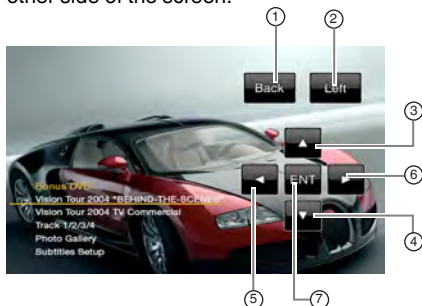 other side of the screen.
① ②
Back Left
③
ENT
⑥
Bonus DVD
Vision Tour 2004 "BEHIND-THE-SCENES"
Vision Tour 2004 TV Commercial
Track 1/2/3/4
Photo Gallery
Subtitles Setup
④
⑤ ⑦